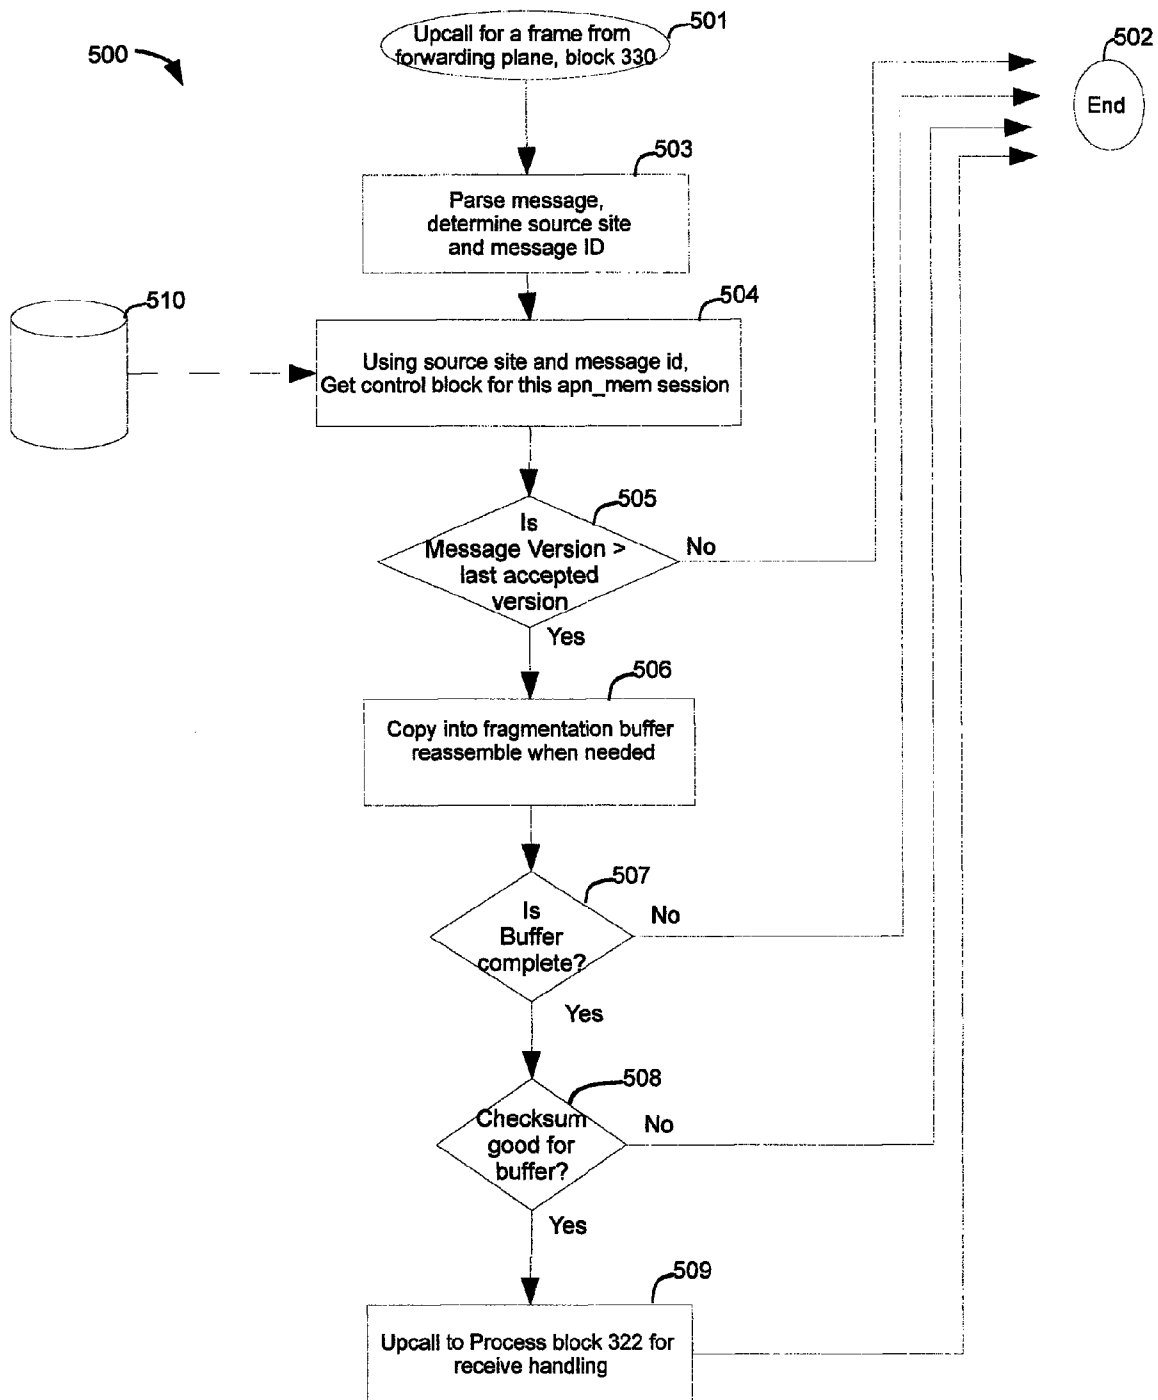 500
Upcall for a frame from
forwarding plane, block 330
501
502
End
503
Parse message,
determine source site
and message ID
510
504
Using source site and message id,
Get control block for this apn_mem session
505
Is
Message Version >
last accepted
version
No
Yes
506
Copy into fragmentation buffer
reassemble when needed
507
Is
Buffer
complete?
No
Yes
508
Checksum
good for
buffer?
No
Yes
509
Upcall to Process block 322 for
receive handling